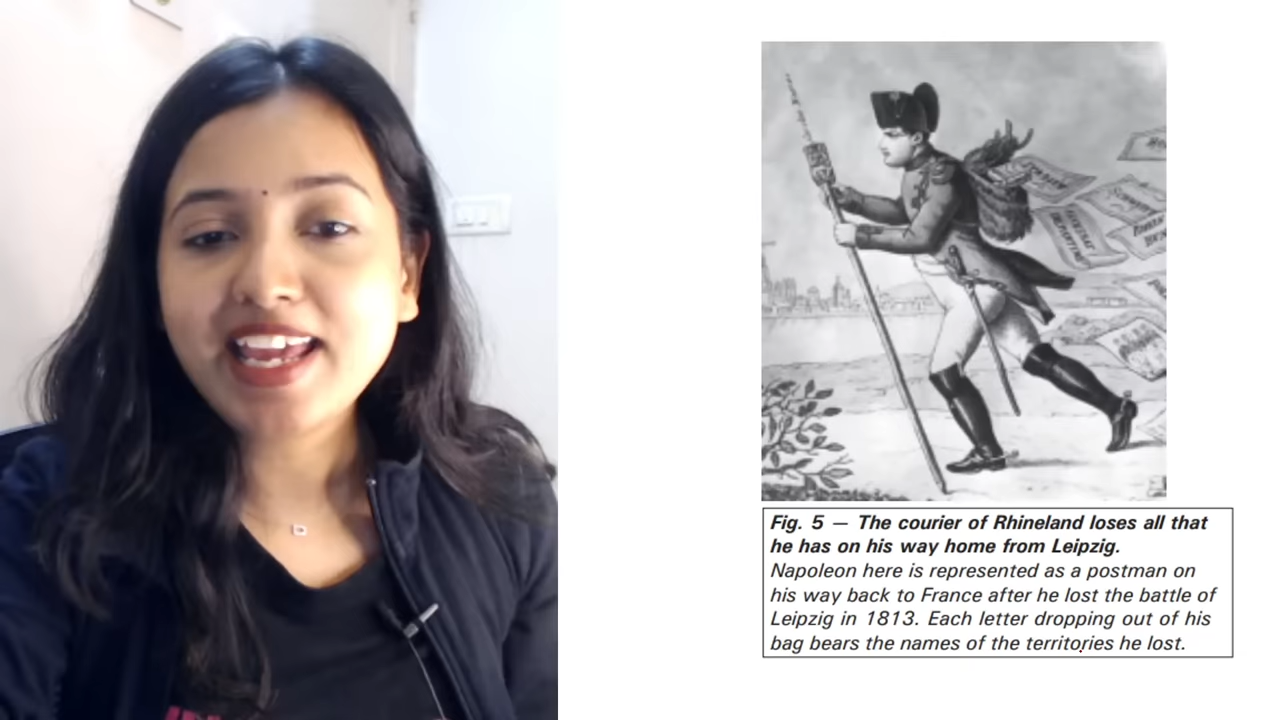 Fig. 5 — The courier of Rhineland loses all that
he has on his way home from Leipzig.
Napoleon here is represented as a postman on
his way back to France after he lost the battle of
Leipzig in 1813. Each letter dropping out of his
bag bears the names of the territories he lost.